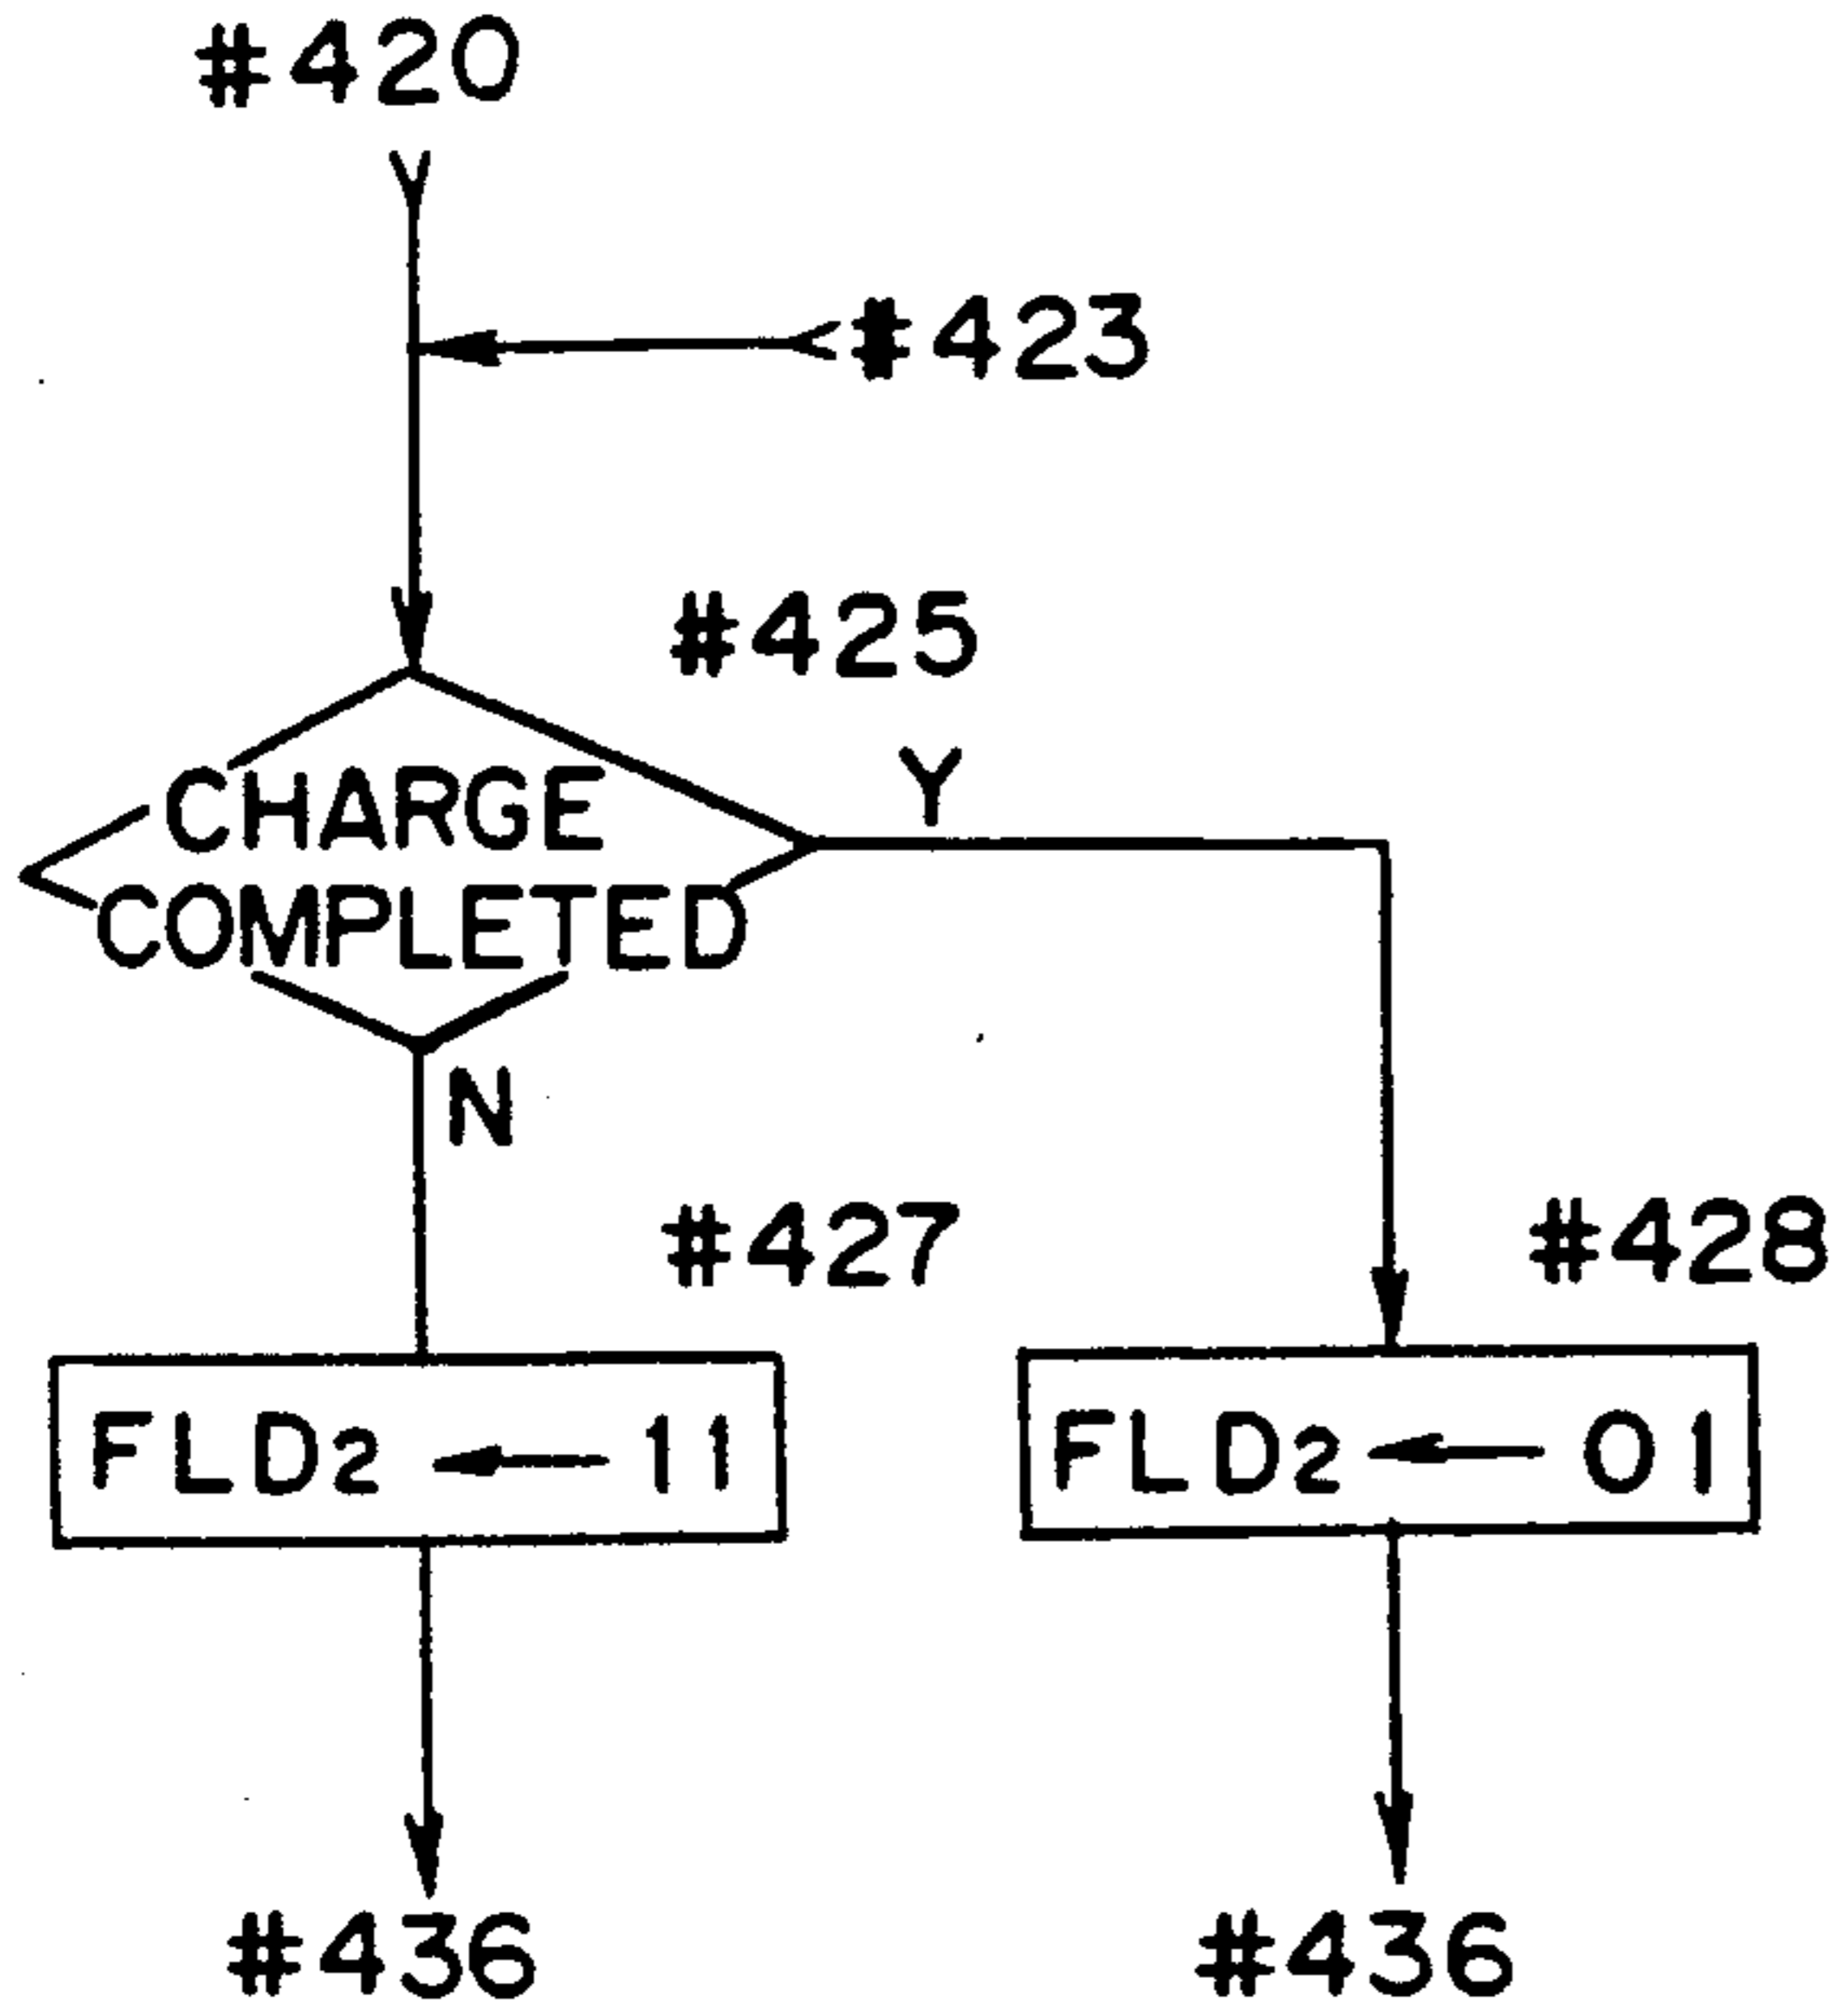 #420
#423
#425
CHARGE
COMPLETED
Y
N
#427
#428
FLD2 ← 11
FLD2 ← 01
#436
#436